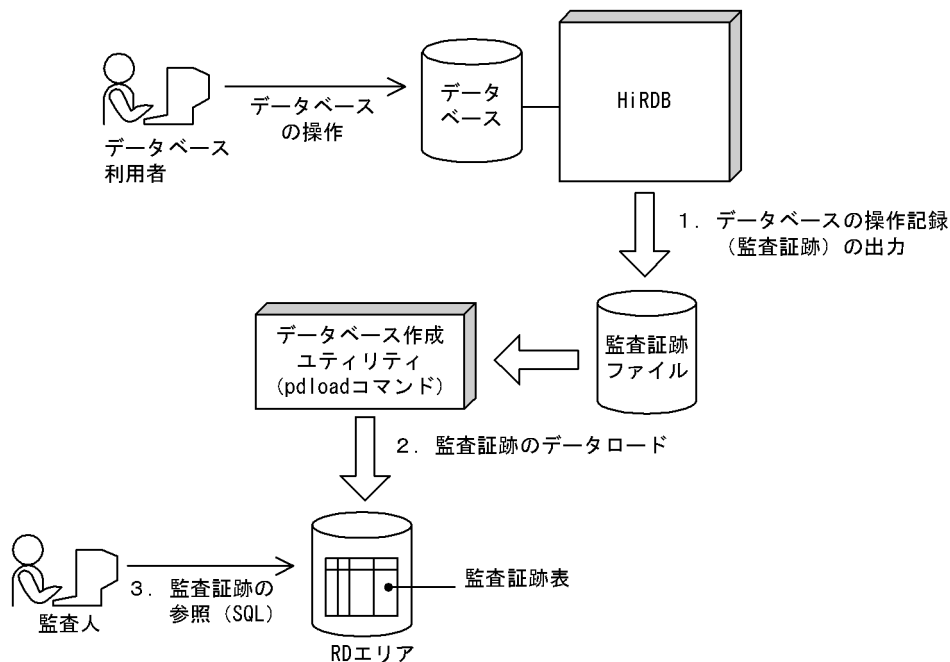 データベース
利用者
データベース
の操作
データ
ベース
HiRDB
1．データベースの操作記録
（監査証跡）の出力
監査証跡
ファイル
データベース作成
ユティリティ
(pdloadコマンド)
2．監査証跡のデータロード
監査人
3．監査証跡の
参照（SQL）
監査証跡表
RDエリア